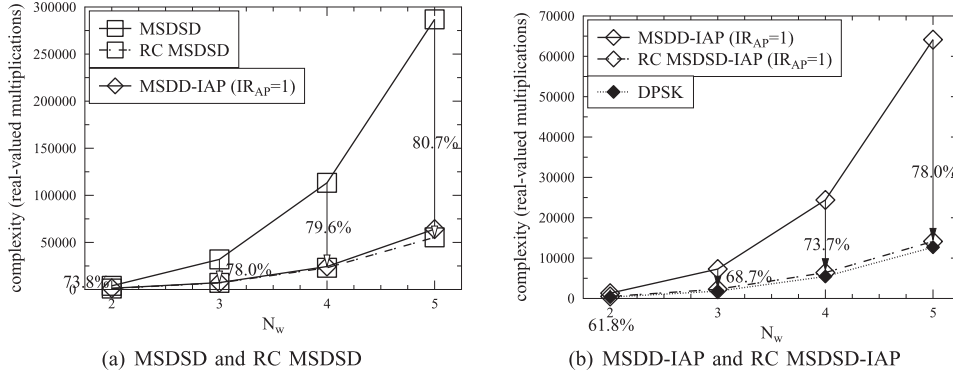 MSDSD
RC MSDSD
MSDD-IAP (IR_AP=1)
complexity (real-valued multiplications)
300000
250000
200000
150000
100000
50000
0
73.8%
78.0%
79.6%
80.7%
2
3
4
5
N_w
(a) MSDSD and RC MSDSD
MSDD-IAP (IR_AP=1)
RC MSDSD-IAP (IR_AP=1)
DPSK
complexity (real-valued multiplications)
70000
60000
50000
40000
30000
20000
10000
0
61.8%
68.7%
73.7%
78.0%
2
3
4
5
N_w
(b) MSDD-IAP and RC MSDSD-IAP